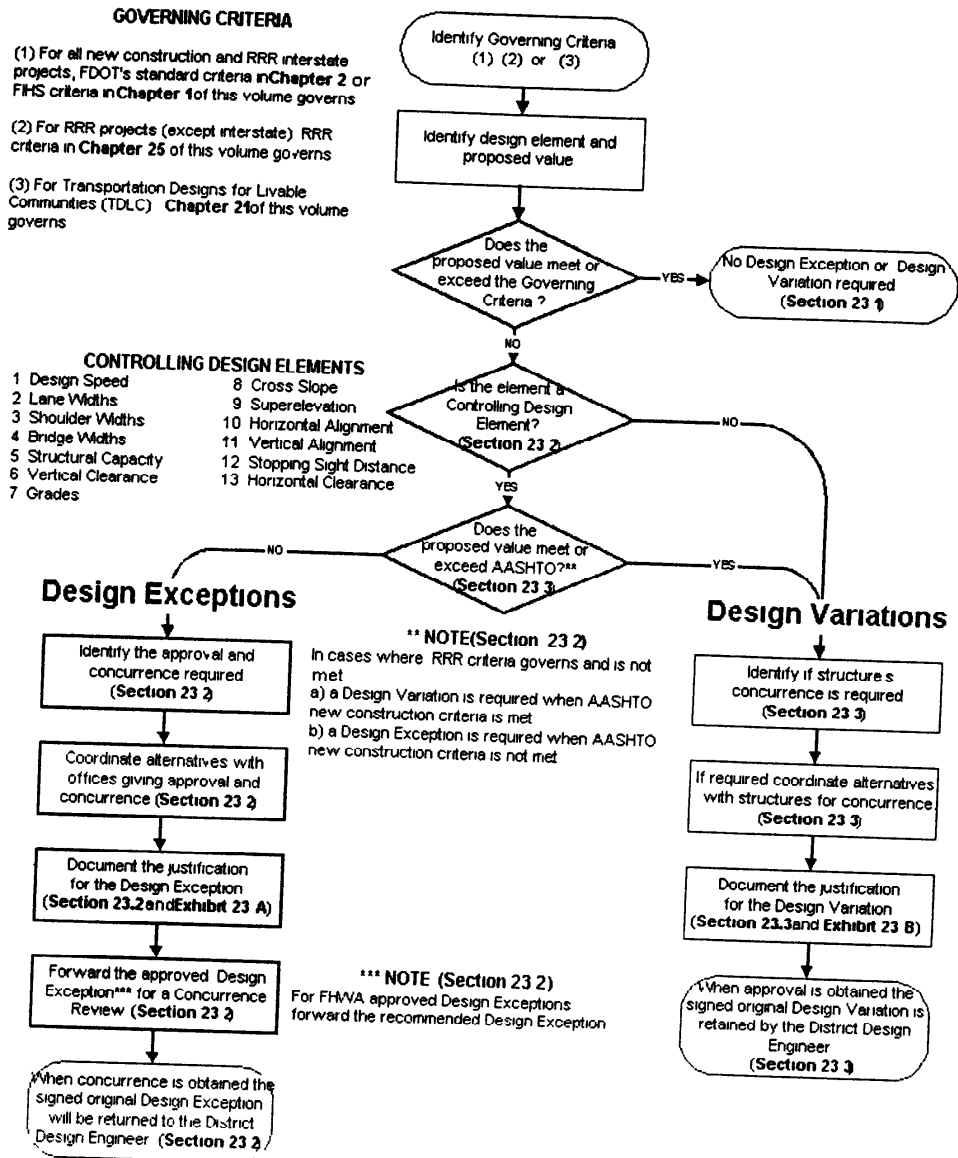 GOVERNING CRITERIA
(1) For all new construction and RRR interstate
projects, FDOT's standard criteria in Chapter 2 or
FIHS criteria in Chapter 1 of this volume governs
(2) For RRR projects (except interstate) RRR
criteria in Chapter 25 of this volume governs
(3) For Transportation Designs for Livable
Communities (TDLC) Chapter 21 of this volume
governs
Identify Governing Criteria
(1) (2) or (3)
Identify design element and
proposed value
Does the
proposed value meet or
exceed the Governing
Criteria ?
YES
No Design Exception or Design
Variation required
(Section 23 1)
NO
CONTROLLING DESIGN ELEMENTS
1 Design Speed
2 Lane Widths
3 Shoulder Widths
4 Bridge Widths
5 Structural Capacity
6 Vertical Clearance
7 Grades
8 Cross Slope
9 Superelevation
10 Horizontal Alignment
11 Vertical Alignment
12 Stopping Sight Distance
13 Horizontal Clearance
Is the element a
Controlling Design
Element?
(Section 23 2)
NO
YES
Does the
proposed value meet or
exceed AASHTO?**
(Section 23 3)
NO
YES
Design Exceptions
Identify the approval and
concurrence required
(Section 23 2)
Coordinate alternatives with
offices giving approval and
concurrence (Section 23 2)
Document the justification
for the Design Exception
(Section 23.2 and Exhibit 23 A)
Forward the approved Design
Exception*** for a Concurrence
Review (Section 23 2)
When concurrence is obtained the
signed original Design Exception
will be returned to the District
Design Engineer (Section 23 2)
** NOTE(Section 23 2)
In cases where RRR criteria governs and is not
met
a) a Design Variation is required when AASHTO
new construction criteria is met
b) a Design Exception is required when AASHTO
new construction criteria is not met
*** NOTE (Section 23 2)
For FHWA approved Design Exceptions
forward the recommended Design Exception
Design Variations
Identify if structures
concurrence is required
(Section 23 3)
If required coordinate alternatives
with structures for concurrence
(Section 23 3)
Document the justification
for the Design Variation
(Section 23.3 and Exhibit 23 B)
When approval is obtained the
signed original Design Variation is
retained by the District Design
Engineer
(Section 23 3)